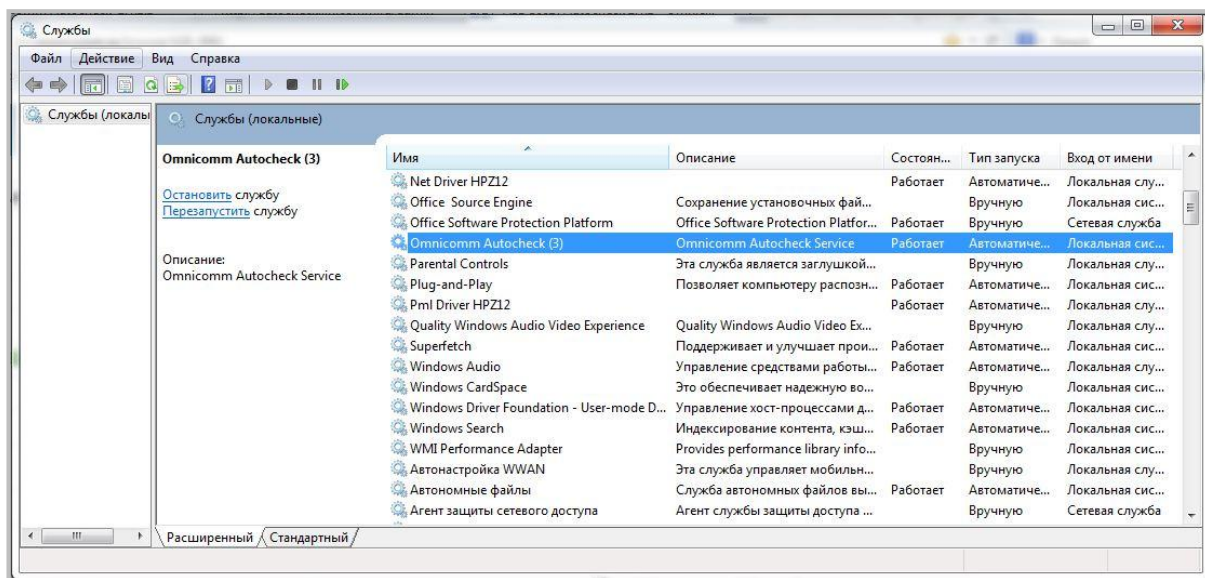 Службы
Файл Действие Вид Справка
Службы (локалы
Службы (локальные)
Omnicomm Autocheck (3)
Остановить службу
Перезапустить службу
Описание:
Omnicomm Autocheck Service
Имя Описание Состоян... Тип запуска Вход от имени
Net Driver HPZ12 Работает Автоматиче... Локальная слу...
Office Source Engine Сохранение установочных фай... Вручную Локальная сис...
Office Software Protection Platform Office Software Protection Platfor... Работает Вручную Сетевая служба
Omnicomm Autocheck (3) Omnicomm Autocheck Service Работает Автоматиче... Локальная сис...
Parental Controls Эта служба является заглушкой... Вручную Локальная слу...
Plug-and-Play Позволяет компьютеру распозн... Работает Автоматиче... Локальная сис...
Pml Driver HPZ12 Работает Автоматиче... Локальная слу...
Quality Windows Audio Video Experience Quality Windows Audio Video Ex... Вручную Локальная слу...
Superfetch Поддерживает и улучшает прои... Работает Автоматиче... Локальная сис...
Windows Audio Управление средствами работы... Работает Автоматиче... Локальная слу...
Windows CardSpace Это обеспечивает надежную во... Вручную Локальная сис...
Windows Driver Foundation - User-mode D... Управление хост-процессами д... Работает Автоматиче... Локальная сис...
Windows Search Индексирование контента, кэш... Работает Автоматиче... Локальная сис...
WMI Performance Adapter Provides performance library info... Вручную Локальная сис...
Автонастройка WWAN Эта служба управляет мобильн... Вручную Локальная слу...
Автономные файлы Служба автономных файлов вы... Работает Автоматиче... Локальная сис...
Агент защиты сетевого доступа Агент службы защиты доступа ... Вручную Сетевая служба
Расширенный Стандартный